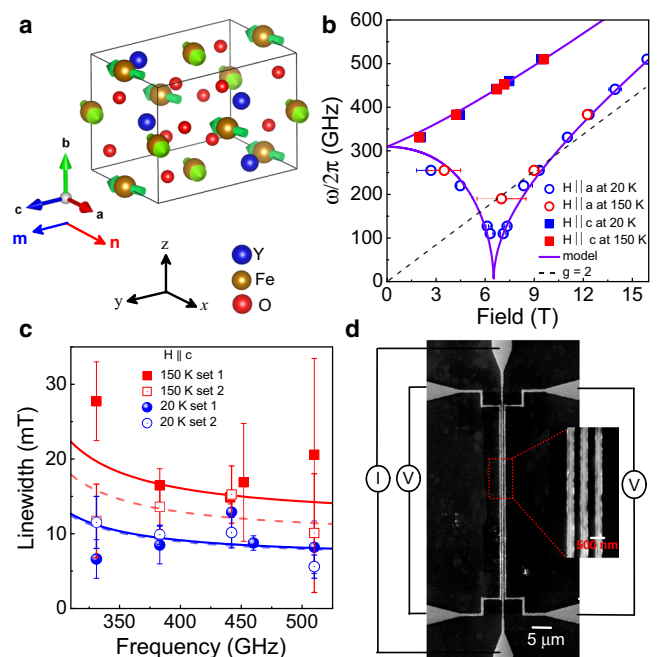 a
b
c
a
m
n
z
y
x
Y
Fe
O
b
ω/2π (GHz)
600
500
400
300
200
100
0
0 3 6 9 12 15
Field (T)
H || a at 20 K
H || a at 150 K
H || c at 20 K
H || c at 150 K
model
g = 2
c
Linewidth (mT)
30
20
10
0
350 400 450 500
Frequency (GHz)
H || c
150 K set 1
150 K set 2
20 K set 1
20 K set 2
d
I
V
V
500 nm
5 μm